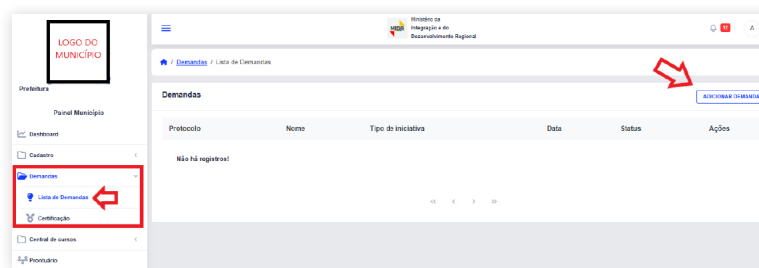 LOGO DO
MUNICÍPIO
Prefeitura
Painel Município
Dashboard
Cadastro
Demandas
Lista de Demandas
Certificação
Central de cursos
Prontuário
MIDR
Ministério da
Integração e do
Desenvolvimento Regional
12
A
/ Demandas / Lista de Demandas
Demandas
ADICIONAR DEMANDA
Protocolo Nome Tipo de iniciativa Data Status Ações
Não há registros!
« ‹ › »